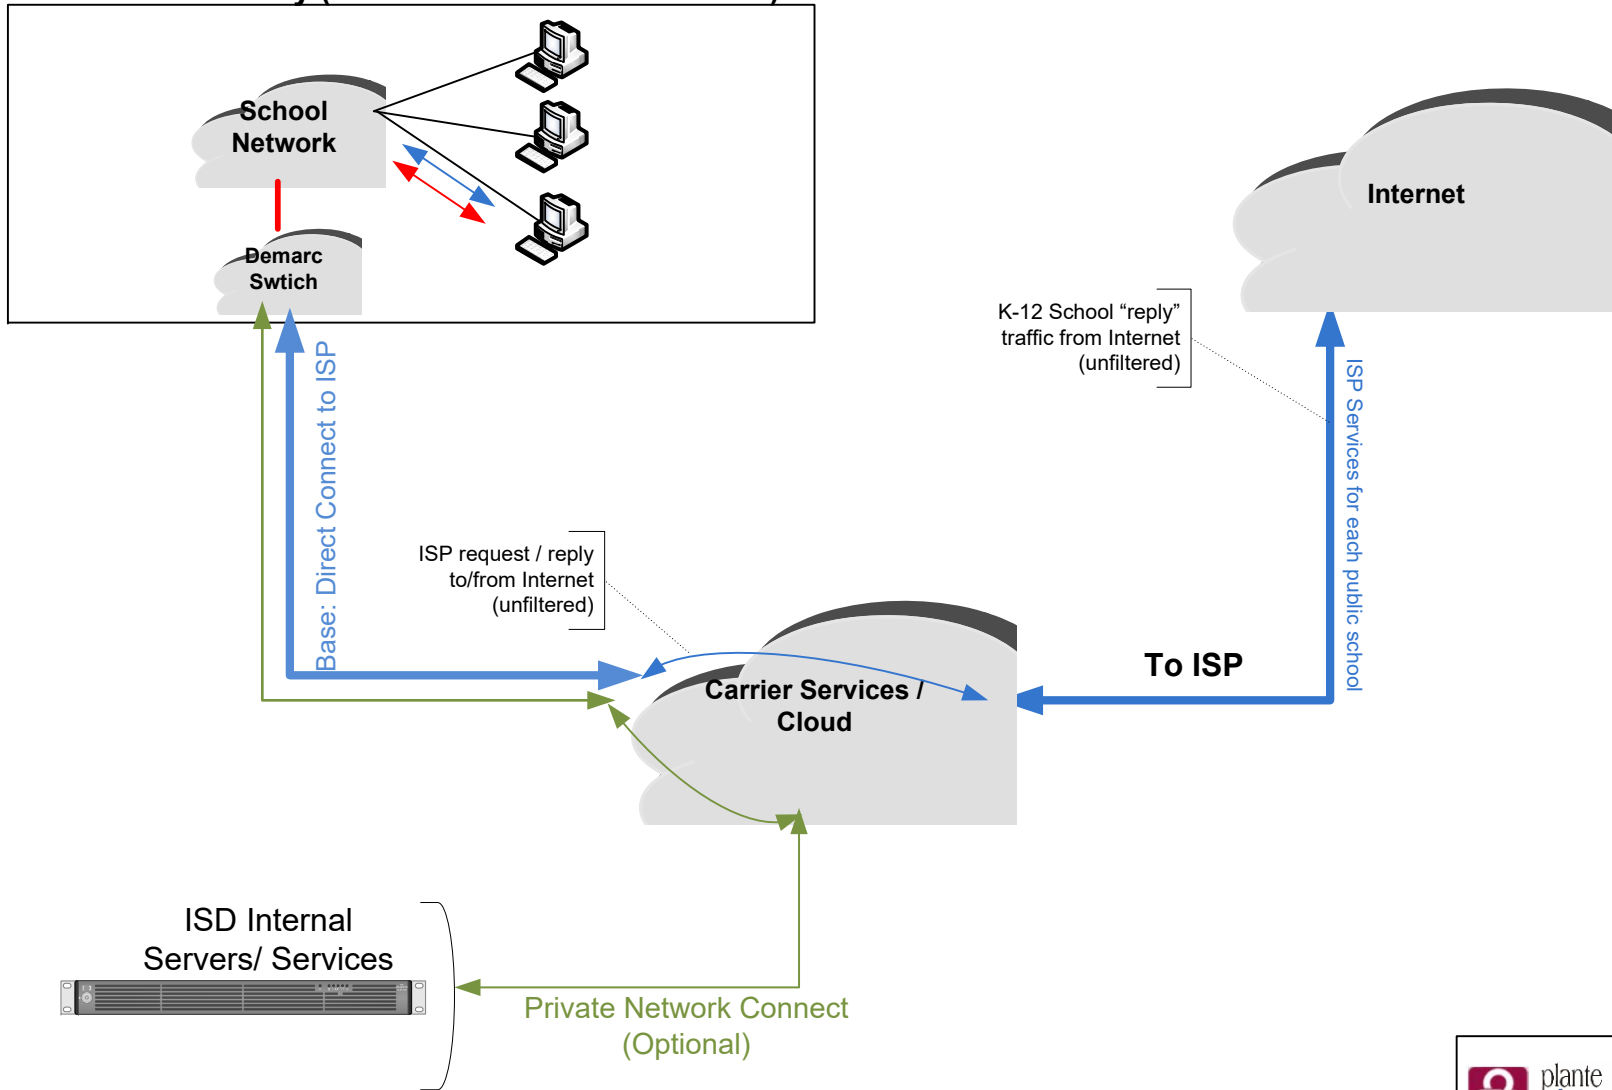 School
Network
Demarc
Swtich
Internet
K-12 School “reply”
traffic from Internet
(unfiltered)
Base: Direct Connect to ISP
ISP Services for each public school
ISP request / reply
to/from Internet
(unfiltered)
To ISP
Carrier Services /
Cloud
ISD Internal
Servers/ Services
Private Network Connect
(Optional)
plante